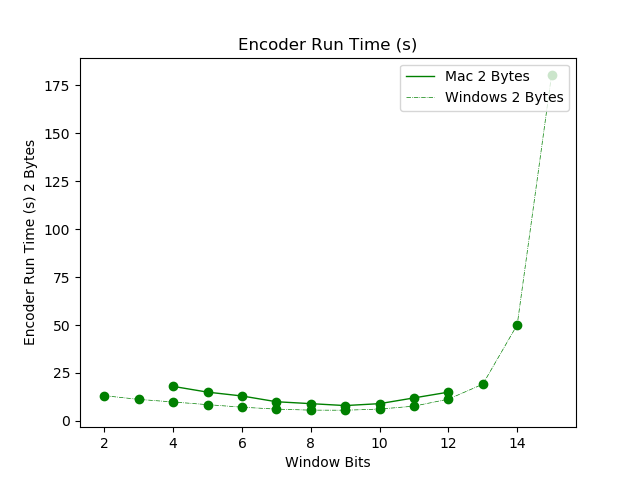 Encoder Run Time (s)
Mac 2 Bytes
Windows 2 Bytes
Encoder Run Time (s) 2 Bytes
175
150
125
100
75
50
25
0
2 4 6 8 10 12 14
Window Bits